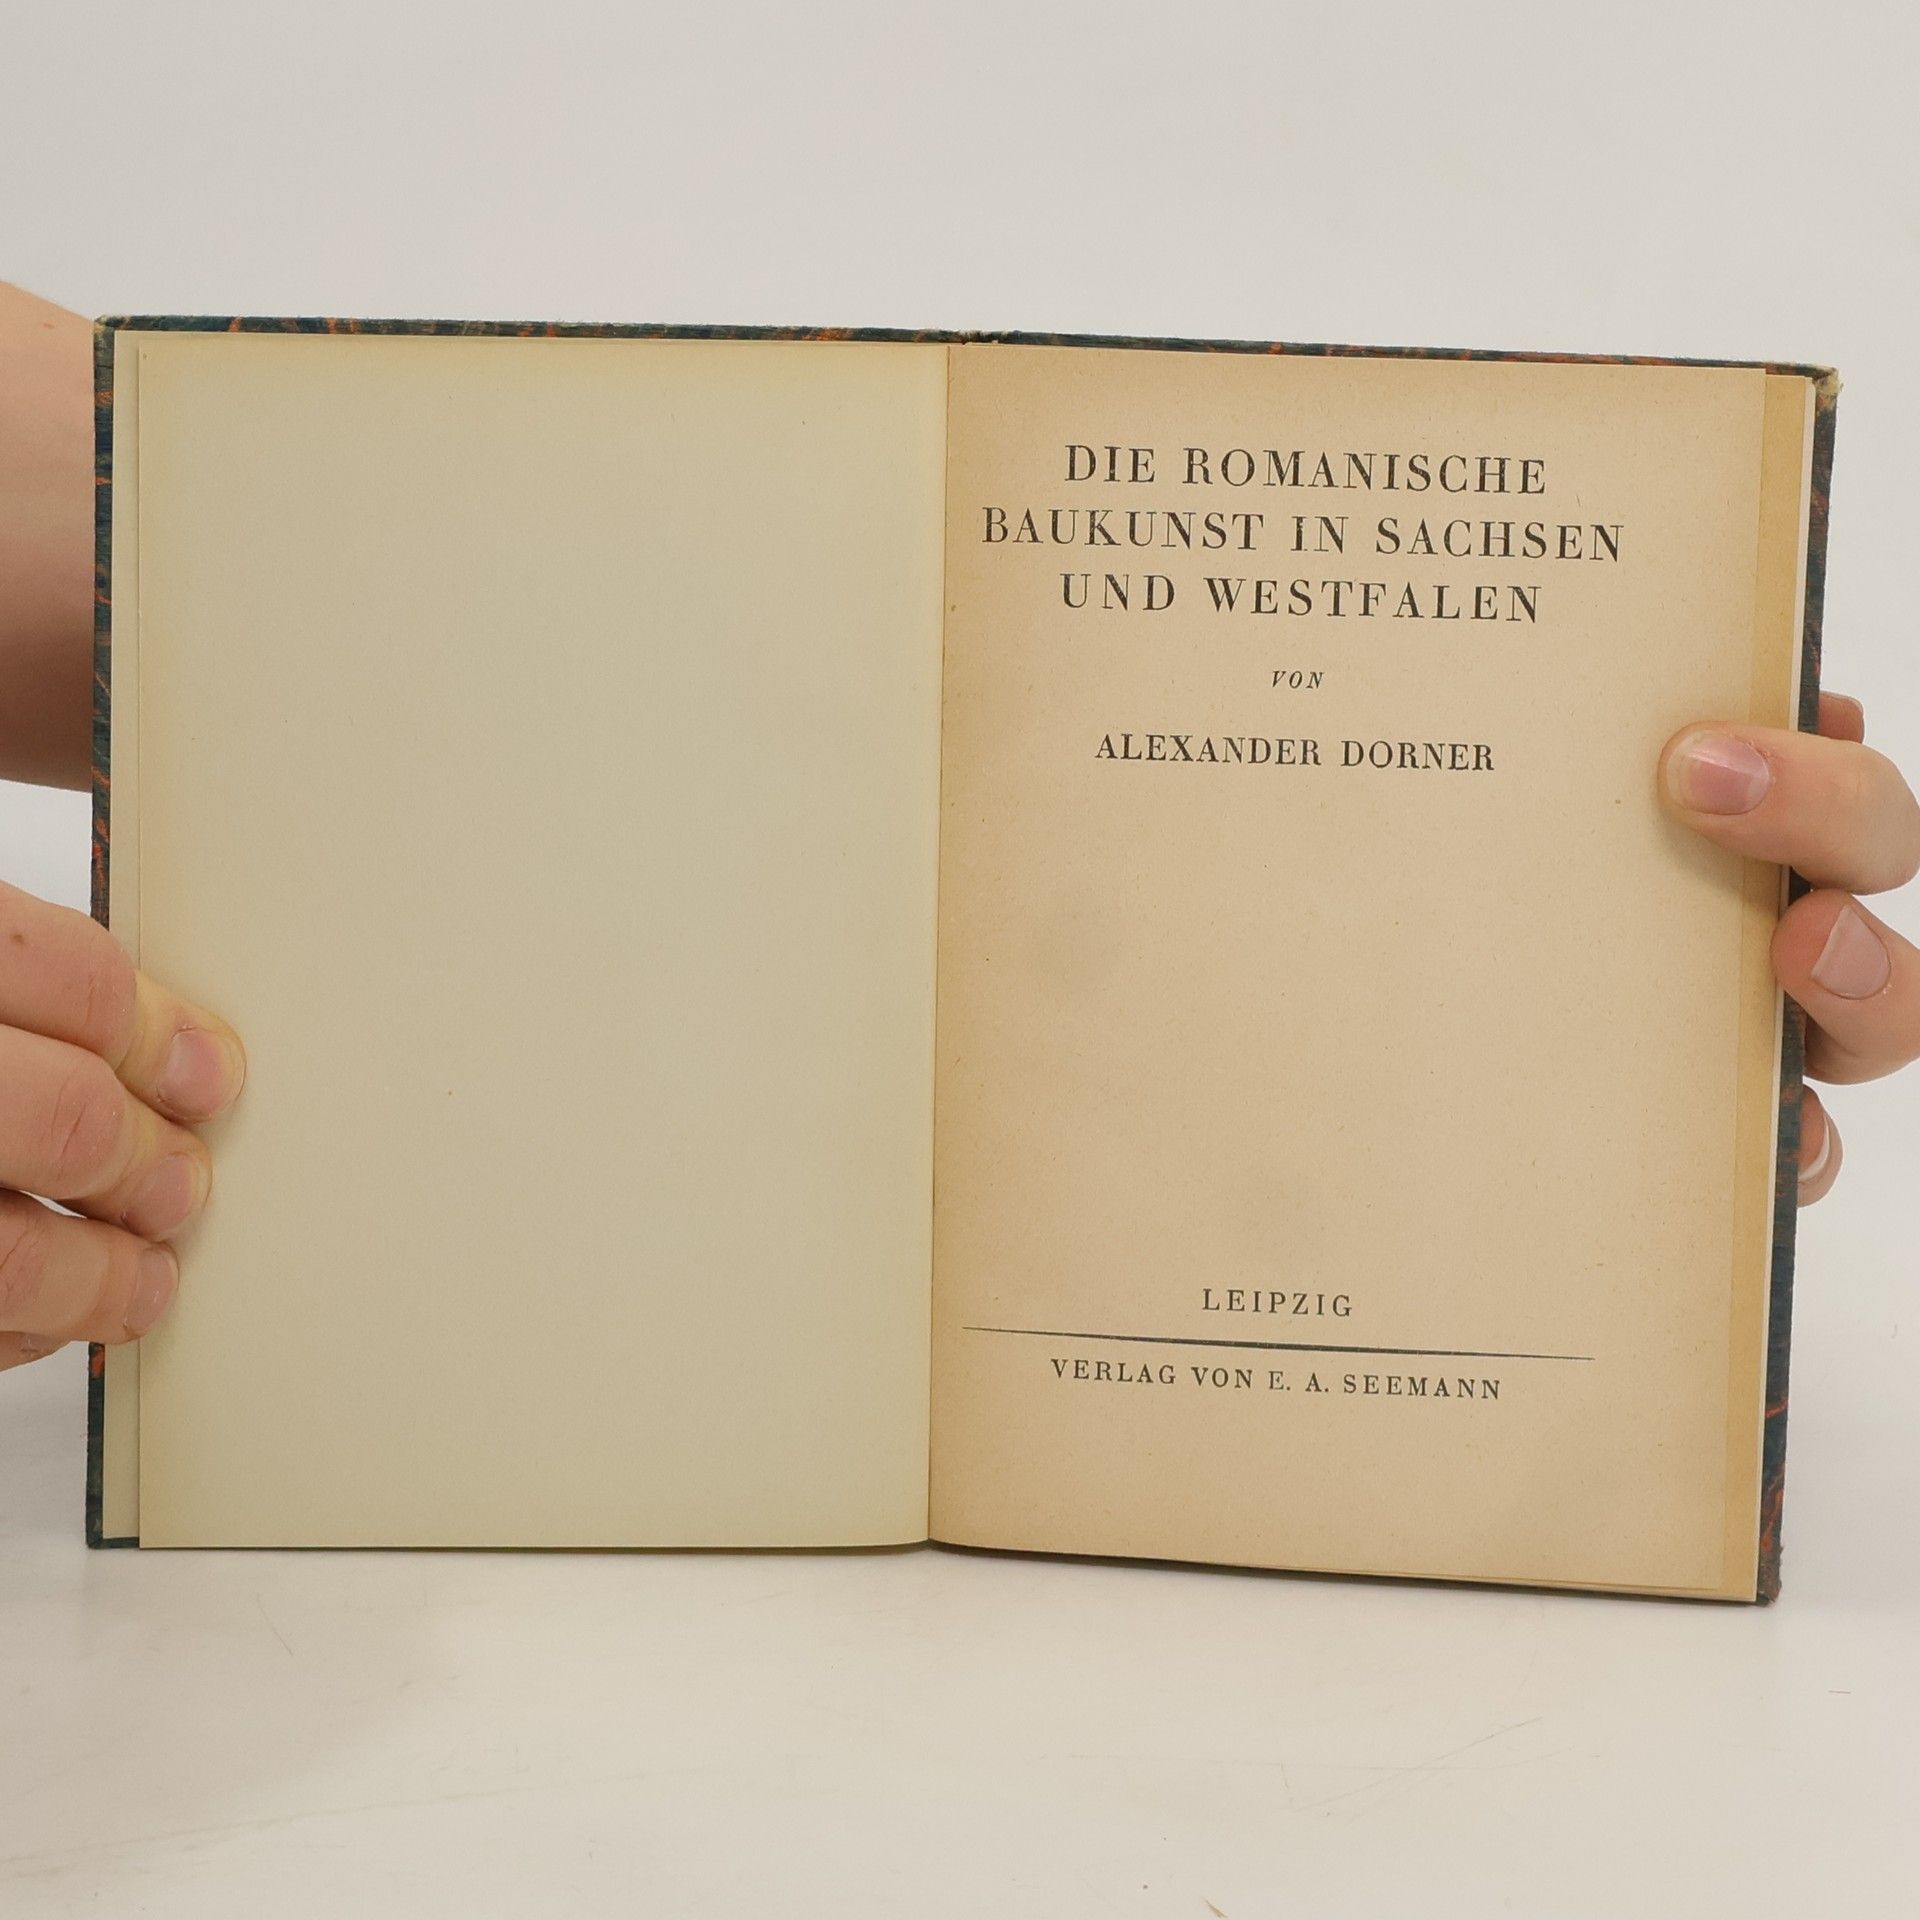 DIE ROMANISCHE
BAUKUNST IN SACHSEN
UND WESTFALEN
VON
ALEXANDER DORNER
LEIPZIG
VERLAG VON E. A. SEEMANN